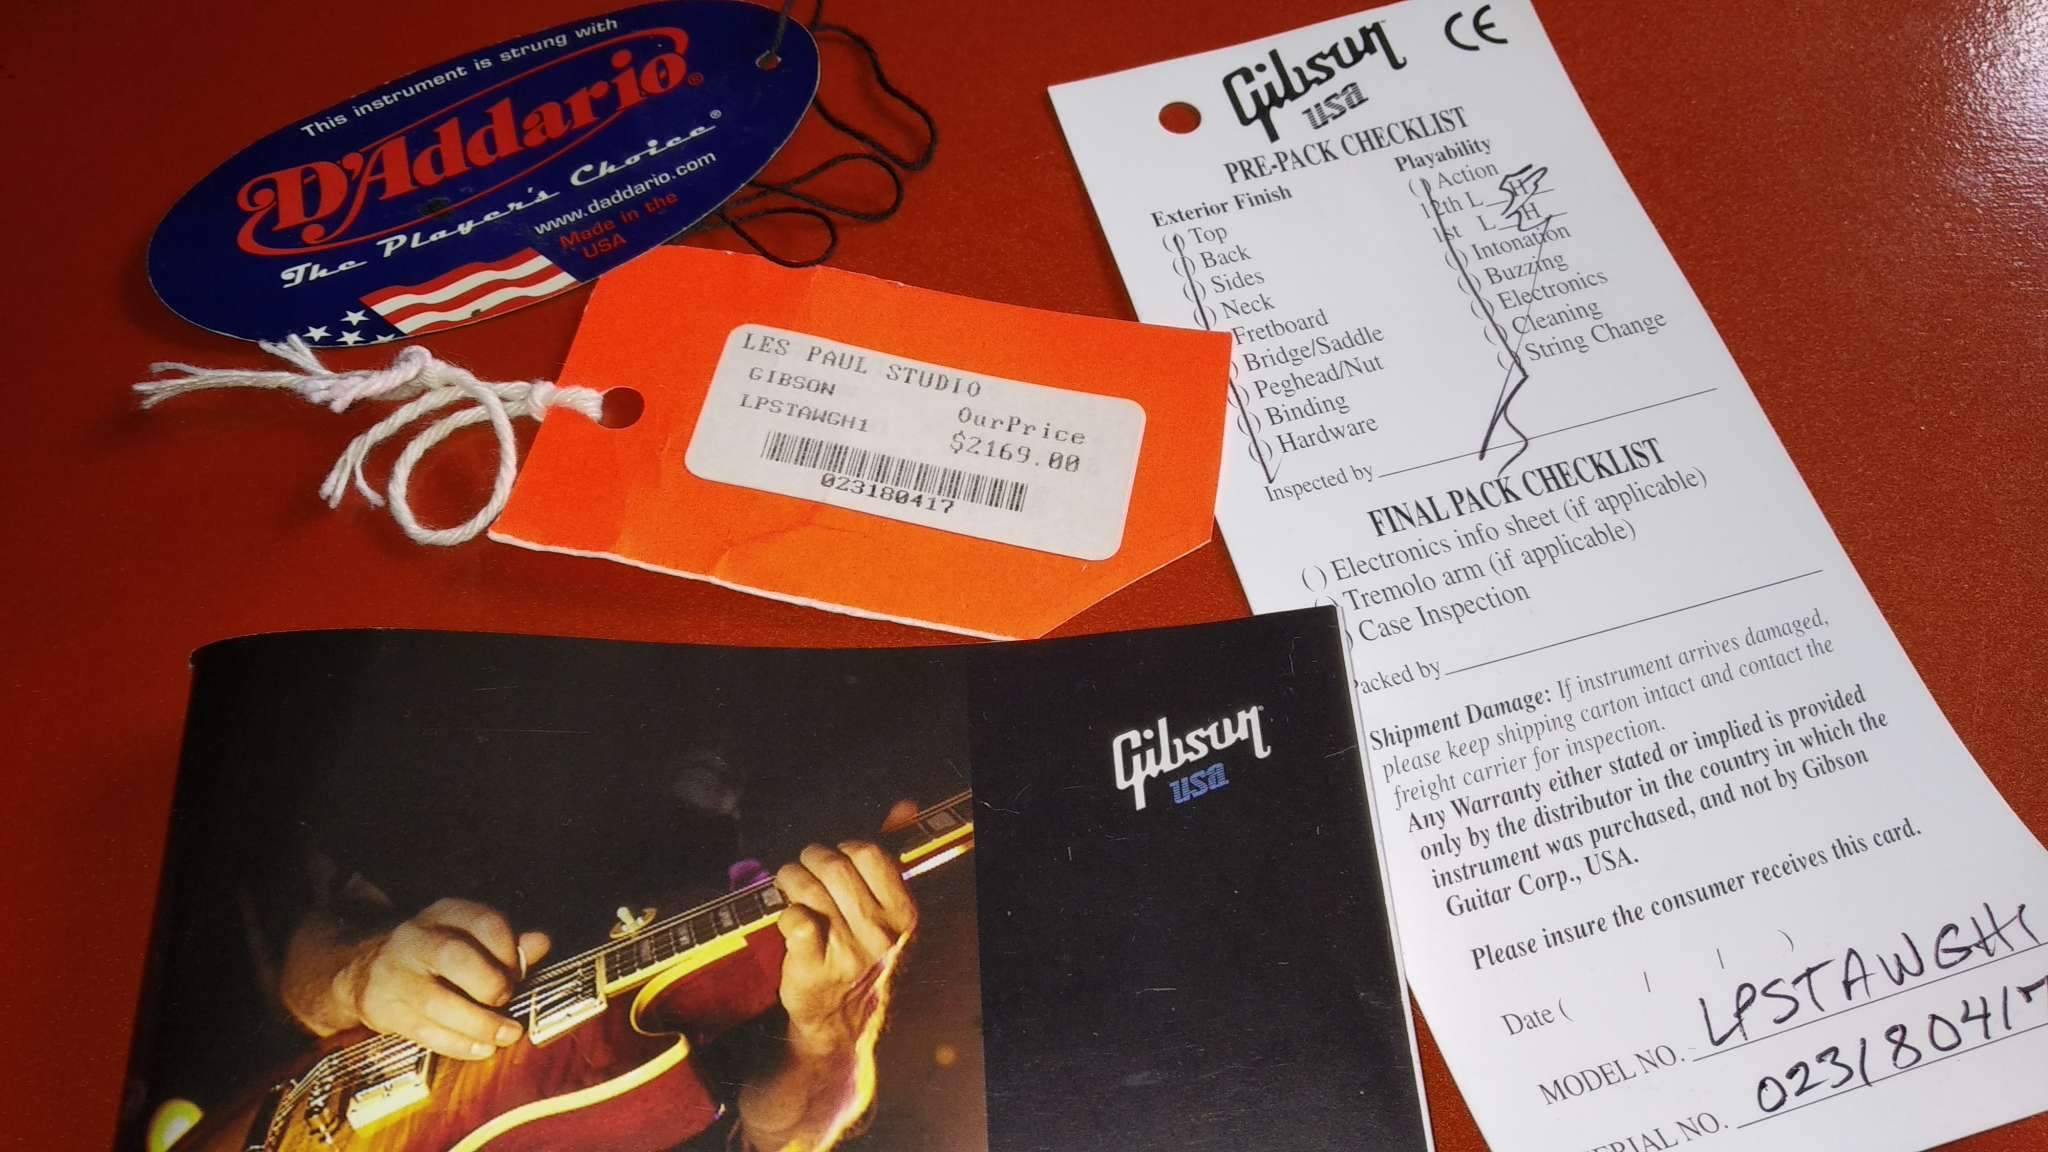 This instrument is strung with
D'Addario®
The Player's Choice®
www.daddario.com
Made in the
USA
LES PAUL STUDIO
GIBSON
LPSTAWGH1
OurPrice
$2169.00
023180417
Gibson
USA
CE
PRE-PACK CHECKLIST
Exterior Finish
( ) Top
( ) Back
( ) Sides
( ) Neck
Fretboard
) Bridge/Saddle
) Peghead/Nut
( ) Binding
( ) Hardware
Playability
( ) Action
12th L H
1st L H
( ) Intonation
( ) Buzzing
( ) Electronics
( ) Cleaning
( ) String Change
Inspected by
FINAL PACK CHECKLIST
( ) Electronics info sheet (if applicable)
( ) Tremolo arm (if applicable)
) Case Inspection
Packed by
Shipment Damage: If instrument arrives damaged,
please keep shipping carton intact and contact the
freight carrier for inspection.
Any Warranty either stated or implied is provided
only by the distributor in the country in which the
instrument was purchased, and not by Gibson
Guitar Corp., USA.
Please insure the consumer receives this card.
Date ( / / )
MODEL NO. LPSTAWGH1
SERIAL NO. 023180417
Gibson
USA